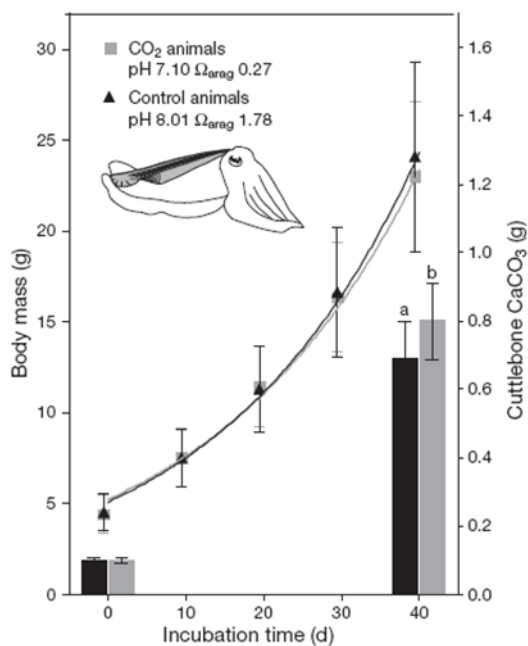 CO₂ animals
pH 7.10 Ωarag 0.27
Control animals
pH 8.01 Ωarag 1.78
30
25
20
15
10
5
0
Body mass (g)
1.6
1.4
1.2
1.0
0.8
0.6
0.4
0.2
0.0
Cuttlebone CaCO₃ (g)
a
b
0 10 20 30 40
Incubation time (d)